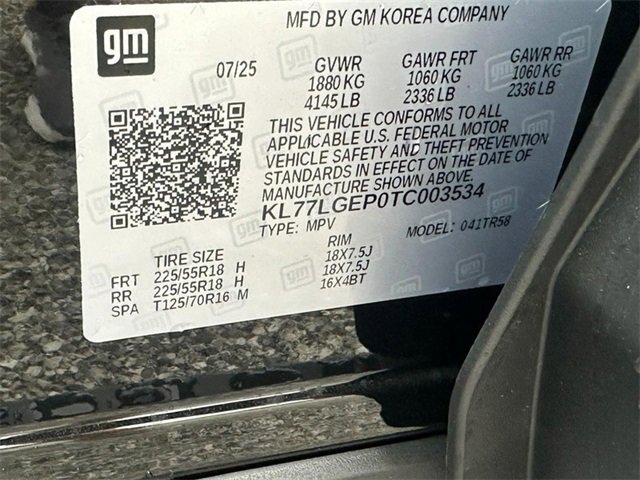 gm
MFD BY GM KOREA COMPANY
07/25 GVWR GAWR FRT GAWR RR
1880 KG 1060 KG 1060 KG
4145 LB 2336 LB 2336 LB
THIS VEHICLE CONFORMS TO ALL
APPLICABLE U.S. FEDERAL MOTOR
VEHICLE SAFETY AND THEFT PREVENTION
STANDARDS IN EFFECT ON THE DATE OF
MANUFACTURE SHOWN ABOVE.
KL77LGEP0TC003534
TYPE: MPV MODEL: 041TR58
TIRE SIZE RIM
FRT 225/55R18 H 18X7.5J
RR 225/55R18 H 18X7.5J
SPA T125/70R16 M 16X4BT